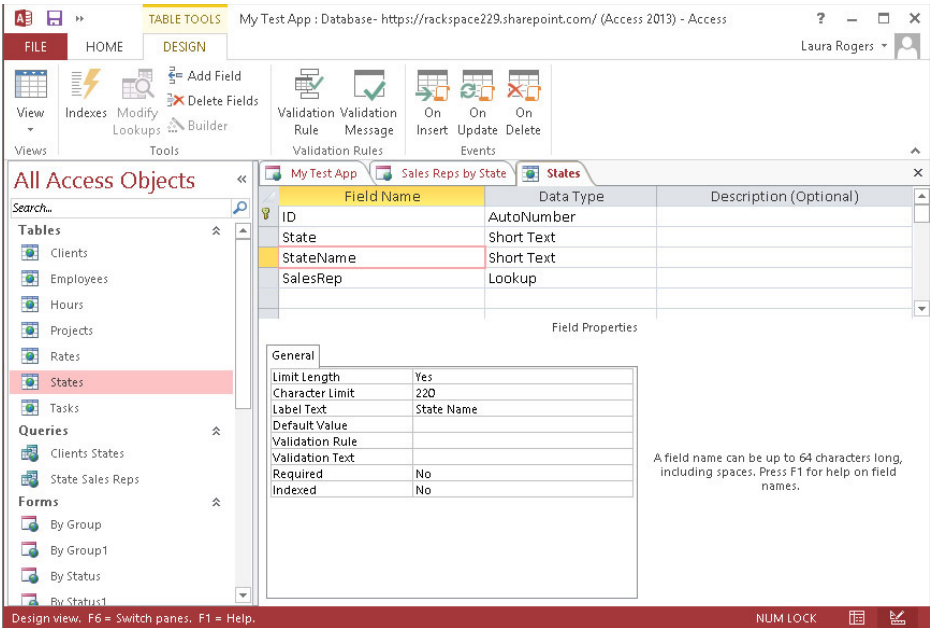 TABLE TOOLS My Test App : Database- https://rackspace229.sharepoint.com/ (Access 2013) - Access ?
FILE HOME DESIGN Laura Rogers
View
Views
Indexes
Modify Lookups
Add Field
Delete Fields
Builder
Tools
Validation Rule
Validation Message
Validation Rules
On Insert
On Update
On Delete
Events
All Access Objects
Search...
Tables
Clients
Employees
Hours
Projects
Rates
States
Tasks
Queries
Clients States
State Sales Reps
Forms
By Group
By Group1
By Status
By Status1
My Test App Sales Reps by State States
Field Name Data Type Description (Optional)
ID AutoNumber
State Short Text
StateName Short Text
SalesRep Lookup
Field Properties
General
Limit Length Yes
Character Limit 220
Label Text State Name
Default Value
Validation Rule
Validation Text
Required No
Indexed No
A field name can be up to 64 characters long,
including spaces. Press F1 for help on field
names.
Design view. F6 = Switch panes. F1 = Help. NUM LOCK